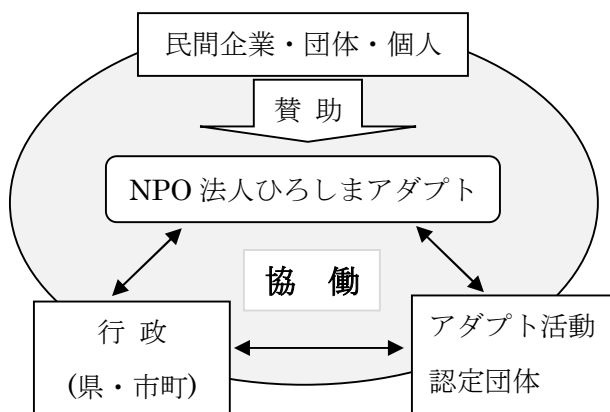 民間企業・団体・個人
賛 助
NPO 法人ひろしまアダプト
協 働
行 政
(県・市町)
アダプト活動
認定団体